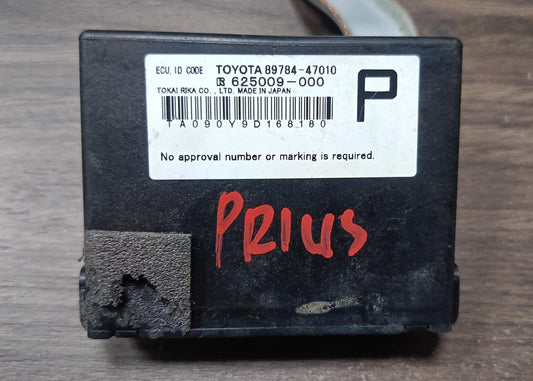 ECU, ID CODE TOYOTA 89784-47010
625009-000
TOKAI RIKA CO., LTD. MADE IN JAPAN
P
TA090Y9D168180
No approval number or marking is required.
PRIUS